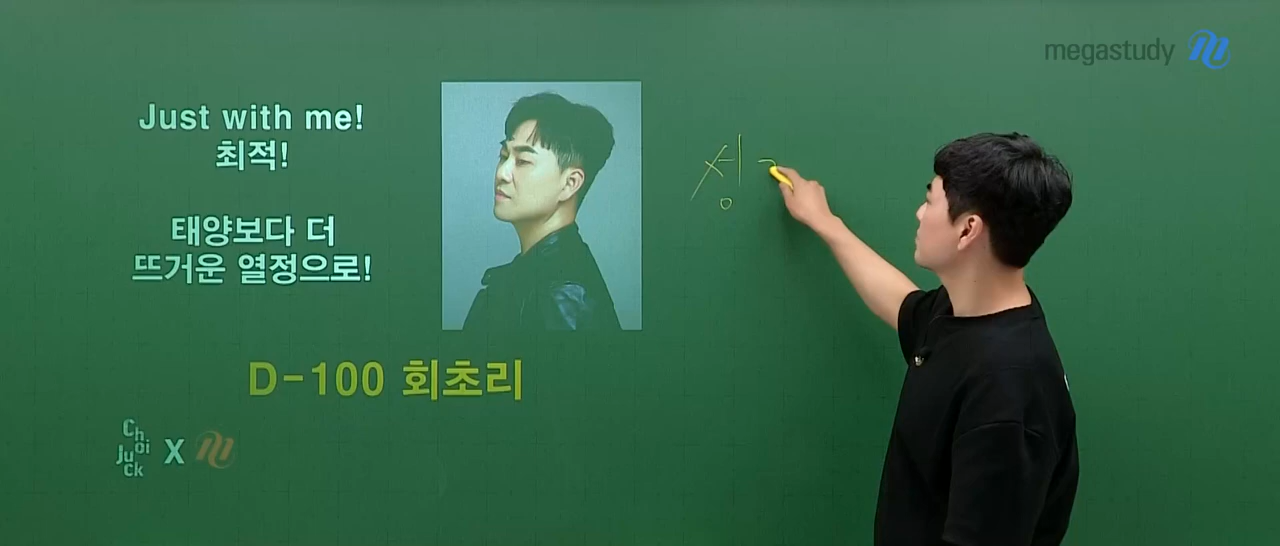 megastudy
Just with me!
최적!
태양보다 더
뜨거운 열정으로!
D-100 회초리
Choi
Juck
X